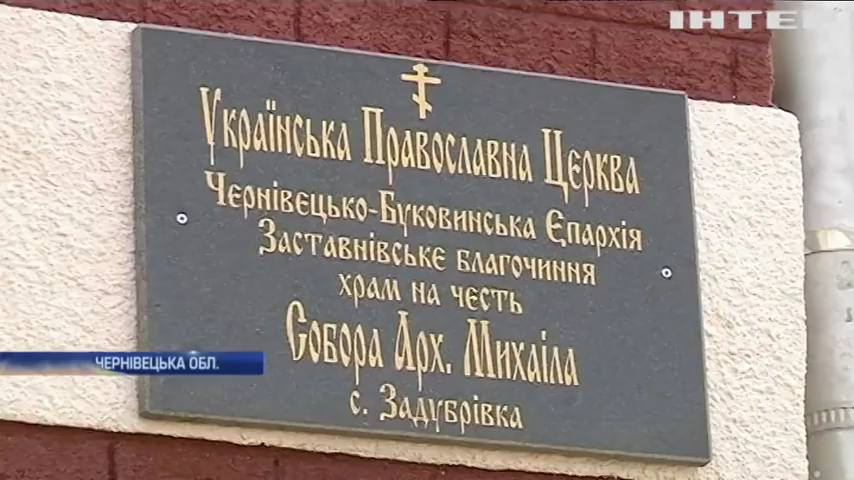 ІНТЕР
Українська Православна Церква
Чернівецько-Буковинська Єпархія
Заставнівське благочиння
храм на честь
Собора Арх. Михаїла
с. Задубрівка
ЧЕРНІВЕЦЬКА ОБЛ.